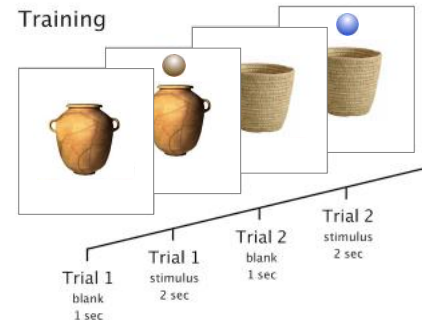 Training
Trial 1
blank
1 sec
Trial 1
stimulus
2 sec
Trial 2
blank
1 sec
Trial 2
stimulus
2 sec